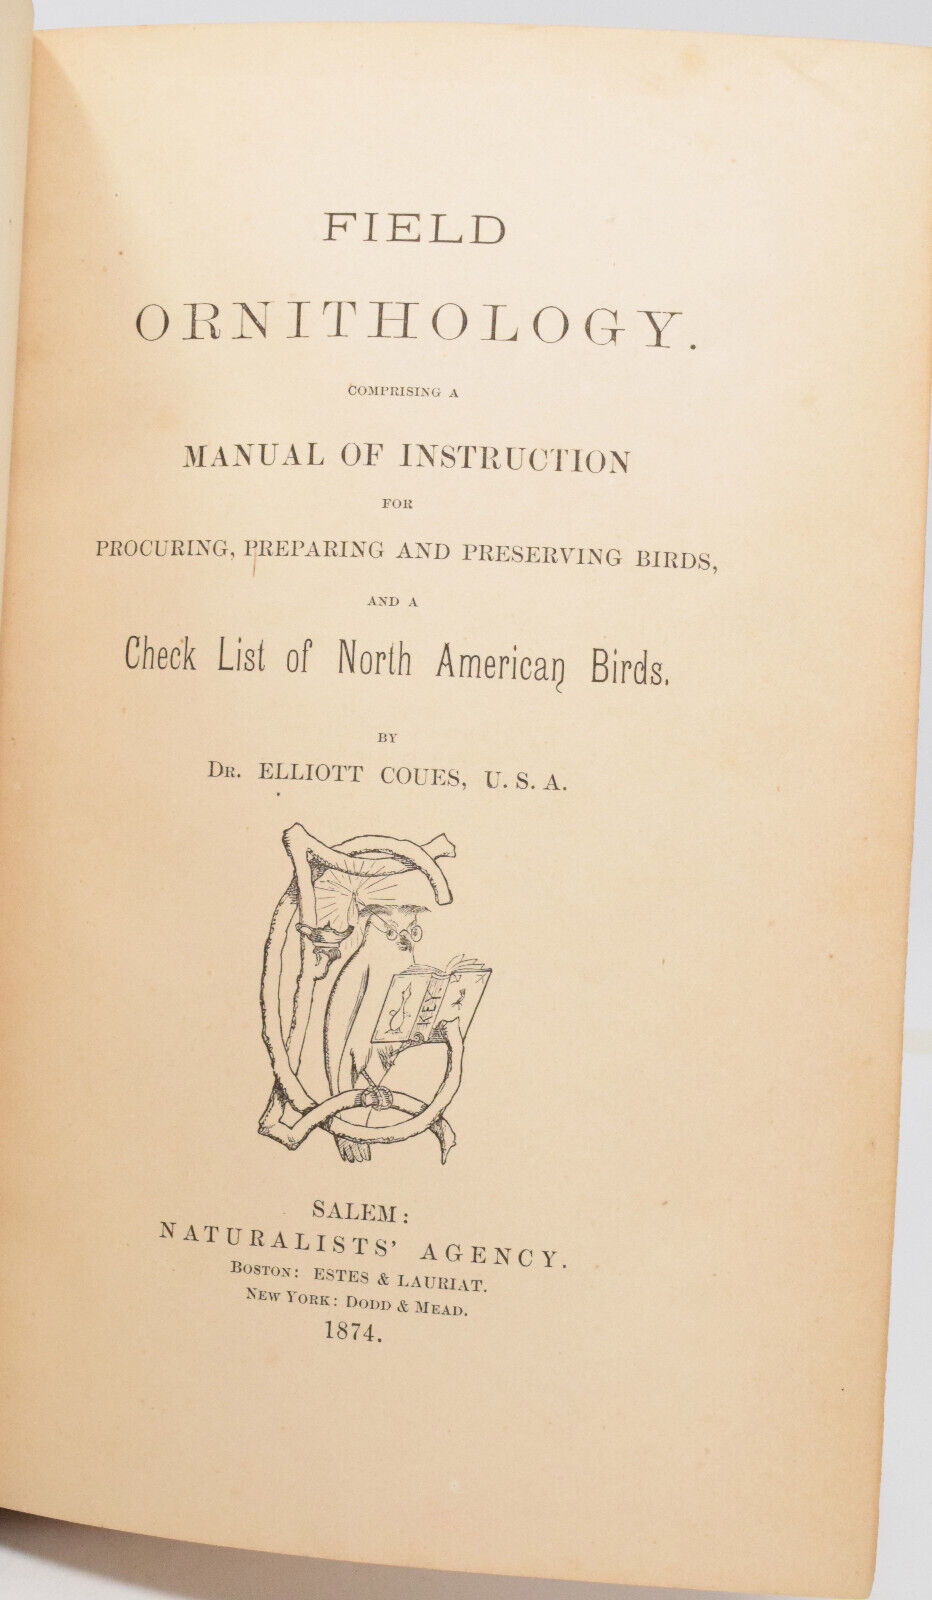 FIELD
ORNITHOLOGY.
COMPRISING A
MANUAL OF INSTRUCTION
FOR
PROCURING, PREPARING AND PRESERVING BIRDS,
AND A
Check List of North American Birds.
BY
DR. ELLIOTT COUES, U. S. A.
KEY
SALEM:
NATURALISTS' AGENCY.
BOSTON: ESTES & LAURIAT.
NEW YORK: DODD & MEAD.
1874.